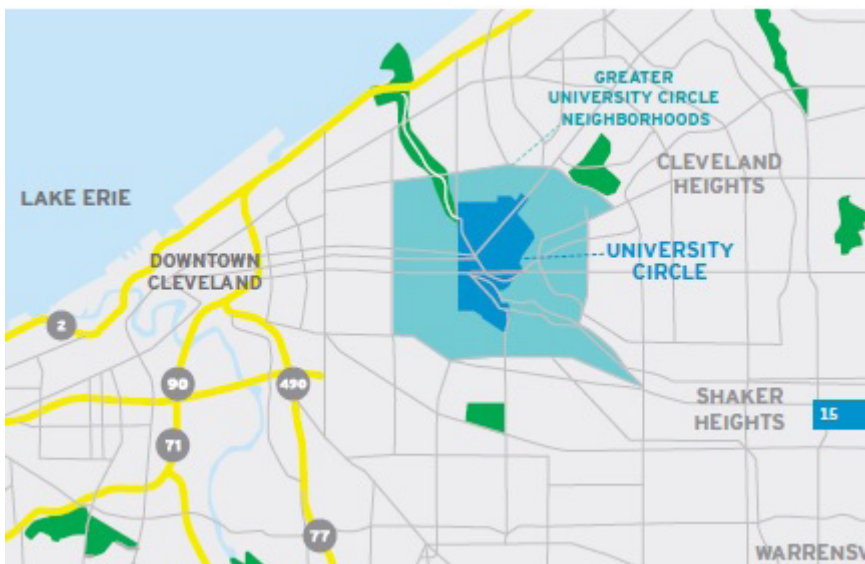 GREATER
UNIVERSITY CIRCLE
NEIGHBORHOODS
CLEVELAND
HEIGHTS
LAKE ERIE
DOWNTOWN
CLEVELAND
UNIVERSITY
CIRCLE
2
90
490
SHAKER
HEIGHTS
15
71
77
WARRENSV